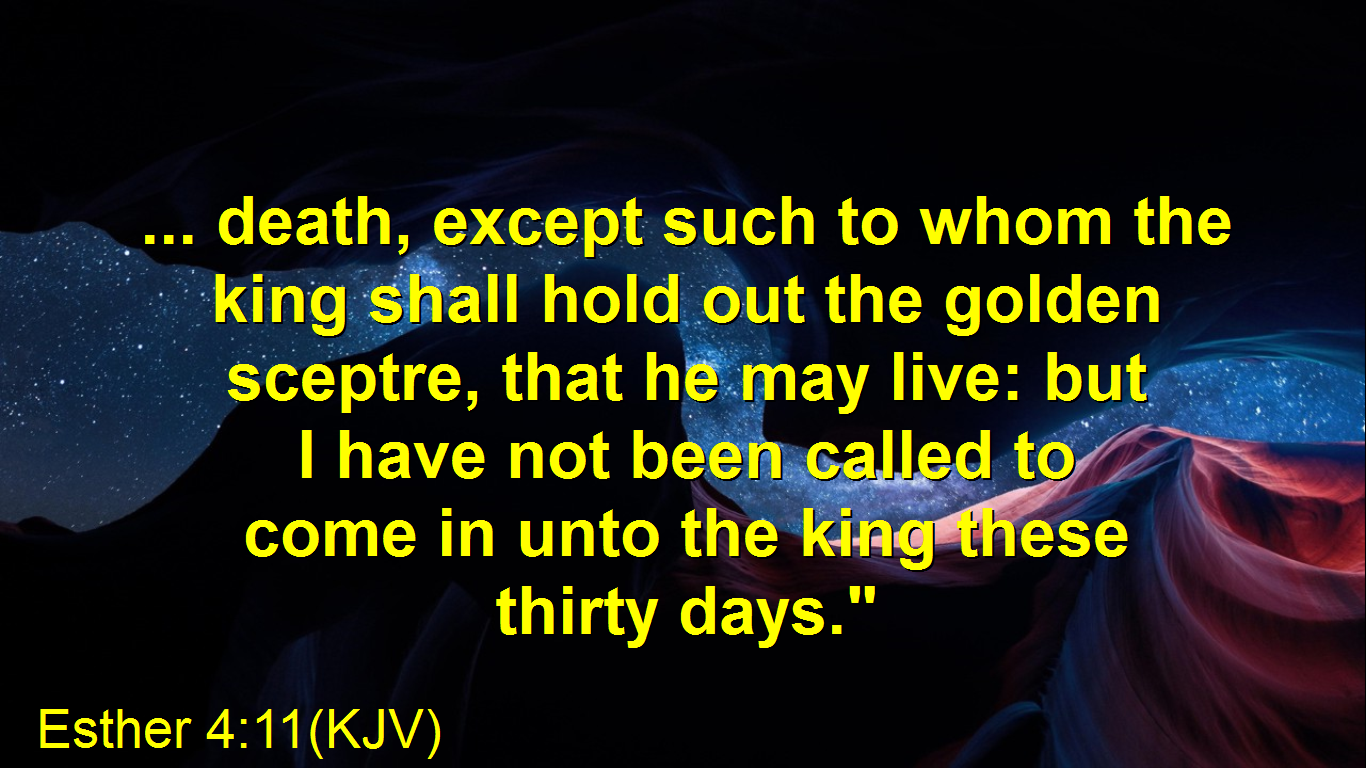 ... death, except such to whom the
king shall hold out the golden
sceptre, that he may live: but
I have not been called to
come in unto the king these
thirty days."
Esther 4:11(KJV)